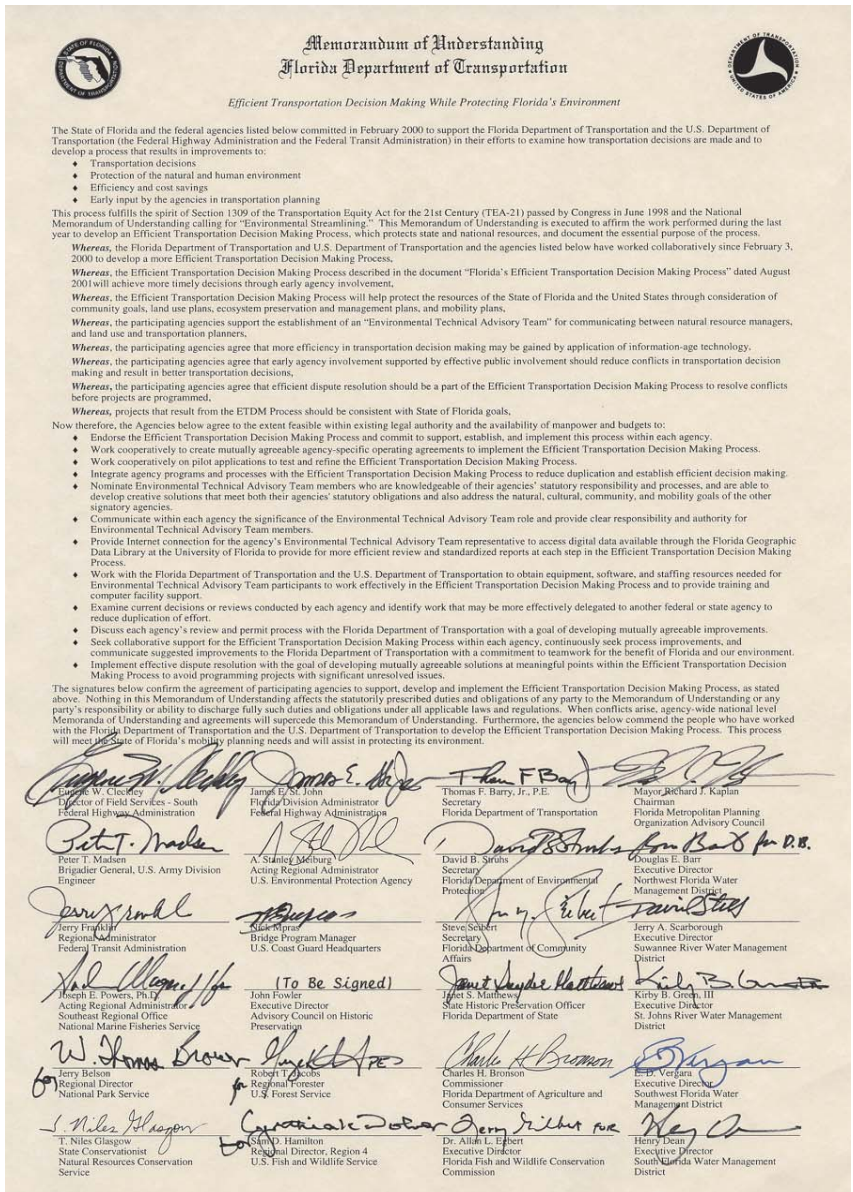 STATE OF FLORIDA
DEPARTMENT OF TRANSPORTATION
Memorandum of Understanding
Florida Department of Transportation
DEPARTMENT OF TRANSPORTATION
UNITED STATES OF AMERICA
Efficient Transportation Decision Making While Protecting Florida's Environment
The State of Florida and the federal agencies listed below committed in February 2000 to support the Florida Department of Transportation and the U.S. Department of
Transportation (the Federal Highway Administration and the Federal Transit Administration) in their efforts to examine how transportation decisions are made and to
develop a process that results in improvements to:
♦ Transportation decisions
♦ Protection of the natural and human environment
♦ Efficiency and cost savings
♦ Early input by the agencies in transportation planning
This process fulfills the spirit of Section 1309 of the Transportation Equity Act for the 21st Century (TEA-21) passed by Congress in June 1998 and the National
Memorandum of Understanding calling for "Environmental Streamlining." This Memorandum of Understanding is executed to affirm the work performed during the last
year to develop an Efficient Transportation Decision Making Process, which protects state and national resources, and document the essential purpose of the process.
Whereas, the Florida Department of Transportation and U.S. Department of Transportation and the agencies listed below have worked collaboratively since February 3,
2000 to develop a more Efficient Transportation Decision Making Process,
Whereas, the Efficient Transportation Decision Making Process described in the document "Florida's Efficient Transportation Decision Making Process" dated August
2001will achieve more timely decisions through early agency involvement,
Whereas, the Efficient Transportation Decision Making Process will help protect the resources of the State of Florida and the United States through consideration of
community goals, land use plans, ecosystem preservation and management plans, and mobility plans,
Whereas, the participating agencies support the establishment of an "Environmental Technical Advisory Team" for communicating between natural resource managers,
and land use and transportation planners,
Whereas, the participating agencies agree that more efficiency in transportation decision making may be gained by application of information-age technology,
Whereas, the participating agencies agree that early agency involvement supported by effective public involvement should reduce conflicts in transportation decision
making and result in better transportation decisions,
Whereas, the participating agencies agree that efficient dispute resolution should be a part of the Efficient Transportation Decision Making Process to resolve conflicts
before projects are programmed,
Whereas, projects that result from the ETDM Process should be consistent with State of Florida goals,
Now therefore, the Agencies below agree to the extent feasible within existing legal authority and the availability of manpower and budgets to:
♦ Endorse the Efficient Transportation Decision Making Process and commit to support, establish, and implement this process within each agency.
♦ Work cooperatively to create mutually agreeable agency-specific operating agreements to implement the Efficient Transportation Decision Making Process.
♦ Work cooperatively on pilot applications to test and refine the Efficient Transportation Decision Making Process.
♦ Integrate agency programs and processes with the Efficient Transportation Decision Making Process to reduce duplication and establish efficient decision making.
♦ Nominate Environmental Technical Advisory Team members who are knowledgeable of their agencies' statutory responsibility and processes, and are able to
develop creative solutions that meet both their agencies' statutory obligations and also address the natural, cultural, community, and mobility goals of the other
signatory agencies.
♦ Communicate within each agency the significance of the Environmental Technical Advisory Team role and provide clear responsibility and authority for
Environmental Technical Advisory Team members.
♦ Provide Internet connection for the agency's Environmental Technical Advisory Team representative to access digital data available through the Florida Geographic
Data Library at the University of Florida to provide for more efficient review and standardized reports at each step in the Efficient Transportation Decision Making
Process.
♦ Work with the Florida Department of Transportation and the U.S. Department of Transportation to obtain equipment, software, and staffing resources needed for
Environmental Technical Advisory Team participants to work effectively in the Efficient Transportation Decision Making Process and to provide training and
computer facility support.
♦ Examine current decisions or reviews conducted by each agency and identify work that may be more effectively delegated to another federal or state agency to
reduce duplication of effort.
♦ Discuss each agency's review and permit process with the Florida Department of Transportation with a goal of developing mutually agreeable improvements.
♦ Seek collaborative support for the Efficient Transportation Decision Making Process within each agency, continuously seek process improvements, and
communicate suggested improvements to the Florida Department of Transportation with a commitment to teamwork for the benefit of Florida and our environment.
♦ Implement effective dispute resolution with the goal of developing mutually agreeable solutions at meaningful points within the Efficient Transportation Decision
Making Process to avoid programming projects with significant unresolved issues.
The signatures below confirm the agreement of participating agencies to support, develop and implement the Efficient Transportation Decision Making Process, as stated
above. Nothing in this Memorandum of Understanding affects the statutorily prescribed duties and obligations of any party to the Memorandum of Understanding or any
party's responsibility or ability to discharge fully such duties and obligations under all applicable laws and regulations. When conflicts arise, agency-wide national level
Memoranda of Understanding and agreements will supercede this Memorandum of Understanding. Furthermore, the agencies below commend the people who have worked
with the Florida Department of Transportation and the U.S. Department of Transportation to develop the Efficient Transportation Decision Making Process. This process
will meet the State of Florida's mobility planning needs and will assist in protecting its environment.
Eugene W. Cleckley
Eugene W. Cleckley
Director of Field Services - South
Federal Highway Administration
James E. St. John
Florida Division Administrator
Federal Highway Administration
Thomas F. Barry, Jr., P.E.
Secretary
Florida Department of Transportation
Mayor Richard J. Kaplan
Chairman
Florida Metropolitan Planning
Organization Advisory Council
Peter T. Madsen
Peter T. Madsen
Brigadier General, U.S. Army Division
Engineer
A. Stanley Meiburg
Acting Regional Administrator
U.S. Environmental Protection Agency
David B Struhs
David B. Struhs
Secretary
Florida Department of Environmental
Protection
for D.B.
Douglas E. Barr
Executive Director
Northwest Florida Water
Management District
Jerry Franklin
Regional Administrator
Federal Transit Administration
Nick Mpras
Bridge Program Manager
U.S. Coast Guard Headquarters
Steve Seibert
Secretary
Florida Department of Community
Affairs
Jerry A. Scarborough
Executive Director
Suwannee River Water Management
District
Joseph E. Powers, Ph.D.
Acting Regional Administrator
Southeast Regional Office
National Marine Fisheries Service
(To Be Signed)
John Fowler
Executive Director
Advisory Council on Historic
Preservation
Janet Snyder Matthews
Janet S. Matthews
State Historic Preservation Officer
Florida Department of State
Kirby B. Green, III
Executive Director
St. Johns River Water Management
District
W. Thomas Brown
for Jerry Belson
Regional Director
National Park Service
for Robert T. Jacobs
Regional Forester
U.S. Forest Service
Charles H Bronson
Charles H. Bronson
Commissioner
Florida Department of Agriculture and
Consumer Services
E. D. Vergara
Executive Director
Southwest Florida Water
Management District
T. Niles Glasgow
T. Niles Glasgow
State Conservationist
Natural Resources Conservation
Service
for Sam D. Hamilton
Regional Director, Region 4
U.S. Fish and Wildlife Service
Terry Gilbert FOR
Dr. Allan L. Egbert
Executive Director
Florida Fish and Wildlife Conservation
Commission
Henry Dean
Executive Director
South Florida Water Management
District